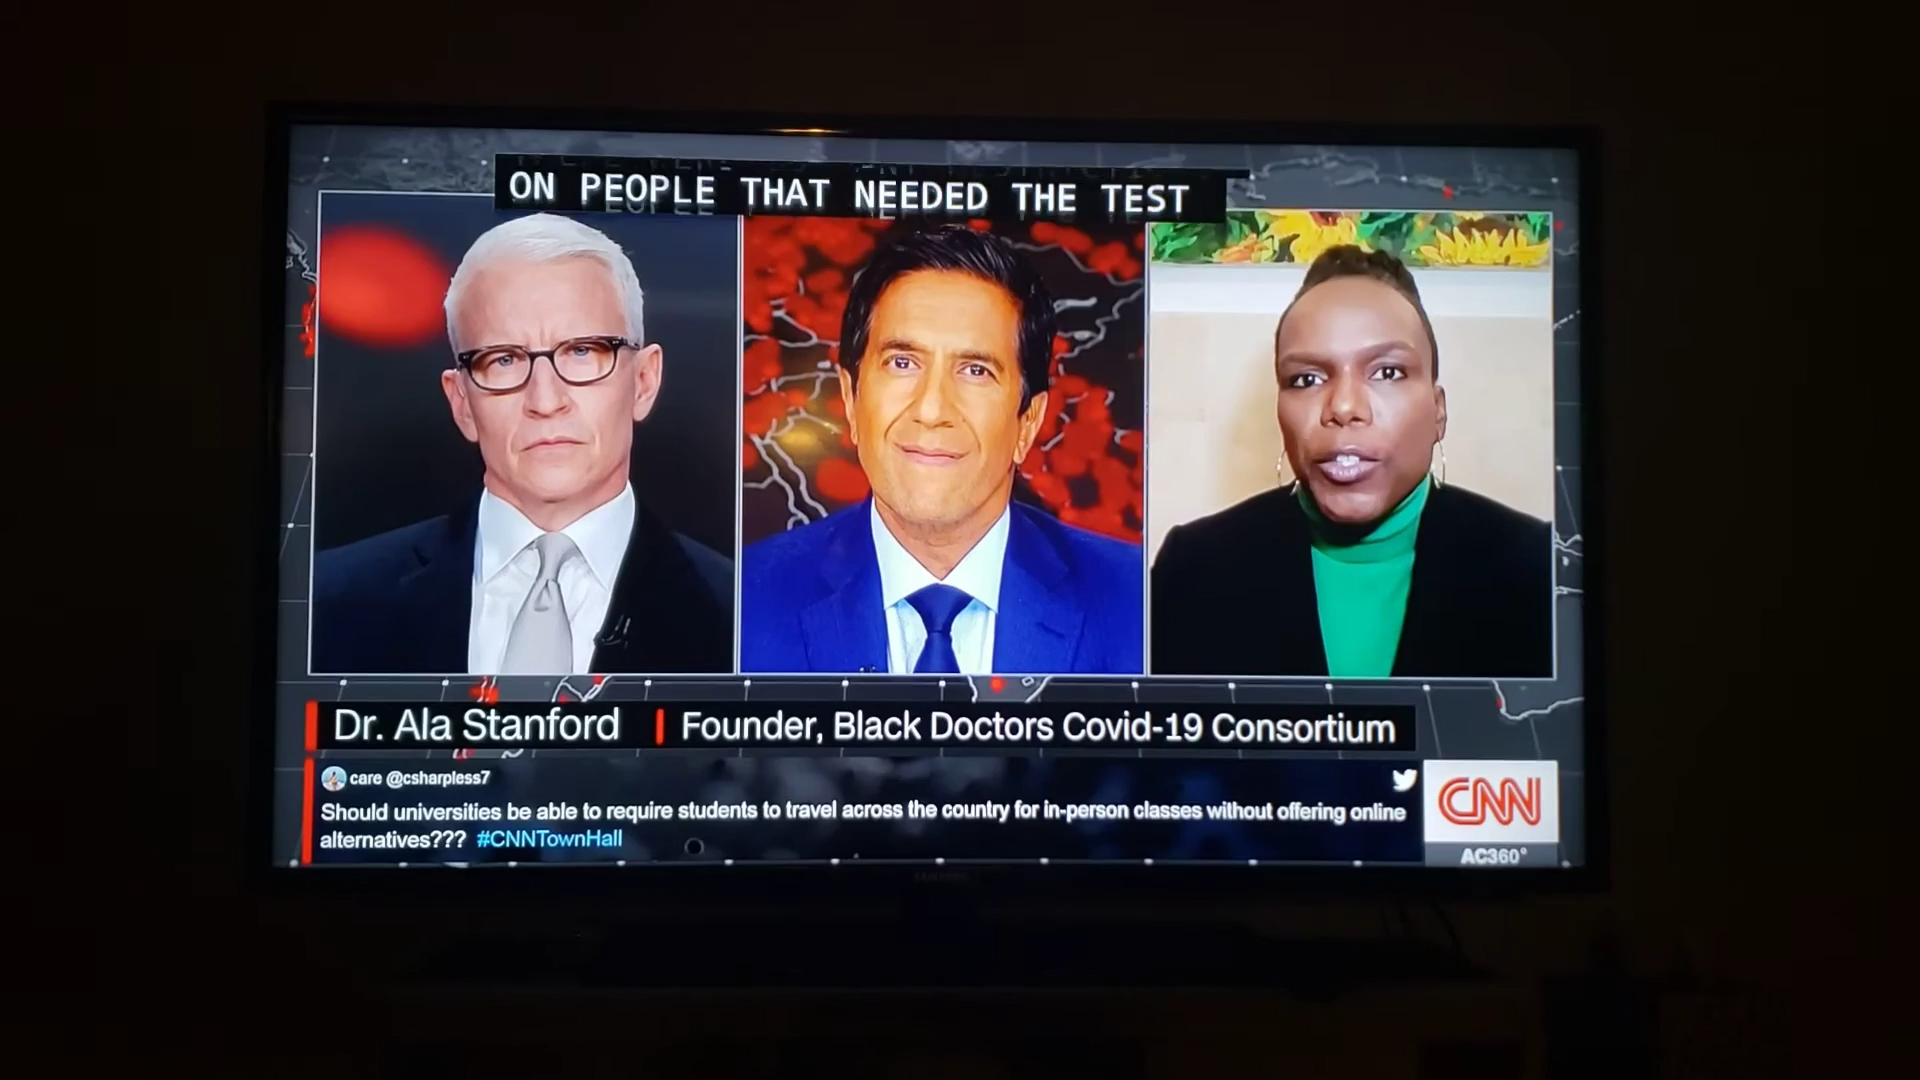 ON PEOPLE THAT NEEDED THE TEST
Dr. Ala Stanford | Founder, Black Doctors Covid-19 Consortium
care @csharpless7
Should universities be able to require students to travel across the country for in-person classes without offering online
alternatives??? #CNNTownHall
CNN
AC360°
SAMSUNG